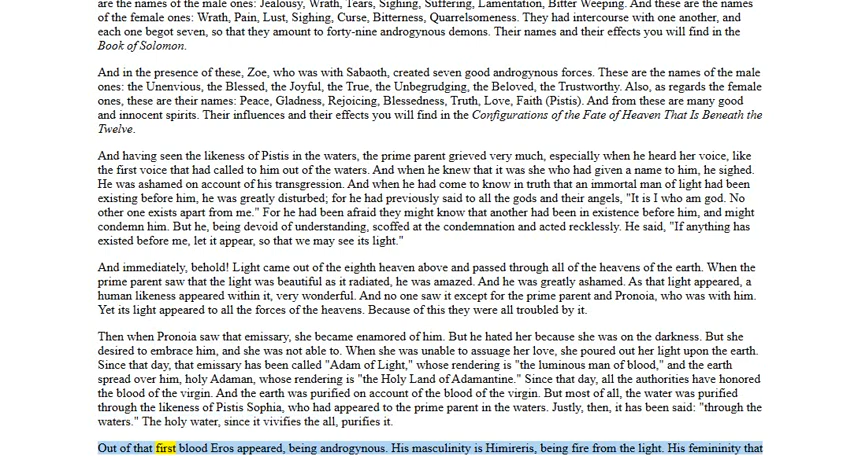 are the names of the male ones: Jealousy, Wrath, Tears, Sighing, Suffering, Lamentation, Bitter Weeping. And these are the names
of the female ones: Wrath, Pain, Lust, Sighing, Curse, Bitterness, Quarrelsomeness. They had intercourse with one another, and
each one begot seven, so that they amount to forty-nine androgynous demons. Their names and their effects you will find in the
Book of Solomon.
And in the presence of these, Zoe, who was with Sabaoth, created seven good androgynous forces. These are the names of the male
ones: the Unenvious, the Blessed, the Joyful, the True, the Unbegrudging, the Beloved, the Trustworthy. Also, as regards the female
ones, these are their names: Peace, Gladness, Rejoicing, Blessedness, Truth, Love, Faith (Pistis). And from these are many good
and innocent spirits. Their influences and their effects you will find in the Configurations of the Fate of Heaven That Is Beneath the
Twelve.
And having seen the likeness of Pistis in the waters, the prime parent grieved very much, especially when he heard her voice, like
the first voice that had called to him out of the waters. And when he knew that it was she who had given a name to him, he sighed.
He was ashamed on account of his transgression. And when he had come to know in truth that an immortal man of light had been
existing before him, he was greatly disturbed; for he had previously said to all the gods and their angels, "It is I who am god. No
other one exists apart from me." For he had been afraid they might know that another had been in existence before him, and might
condemn him. But he, being devoid of understanding, scoffed at the condemnation and acted recklessly. He said, "If anything has
existed before me, let it appear, so that we may see its light."
And immediately, behold! Light came out of the eighth heaven above and passed through all of the heavens of the earth. When the
prime parent saw that the light was beautiful as it radiated, he was amazed. And he was greatly ashamed. As that light appeared, a
human likeness appeared within it, very wonderful. And no one saw it except for the prime parent and Pronoia, who was with him.
Yet its light appeared to all the forces of the heavens. Because of this they were all troubled by it.
Then when Pronoia saw that emissary, she became enamored of him. But he hated her because she was on the darkness. But she
desired to embrace him, and she was not able to. When she was unable to assuage her love, she poured out her light upon the earth.
Since that day, that emissary has been called "Adam of Light," whose rendering is "the luminous man of blood," and the earth
spread over him, holy Adaman, whose rendering is "the Holy Land of Adamantine." Since that day, all the authorities have honored
the blood of the virgin. And the earth was purified on account of the blood of the virgin. But most of all, the water was purified
through the likeness of Pistis Sophia, who had appeared to the prime parent in the waters. Justly, then, it has been said: "through the
waters." The holy water, since it vivifies the all, purifies it.
Out of that first blood Eros appeared, being androgynous. His masculinity is Himireris, being fire from the light. His femininity that